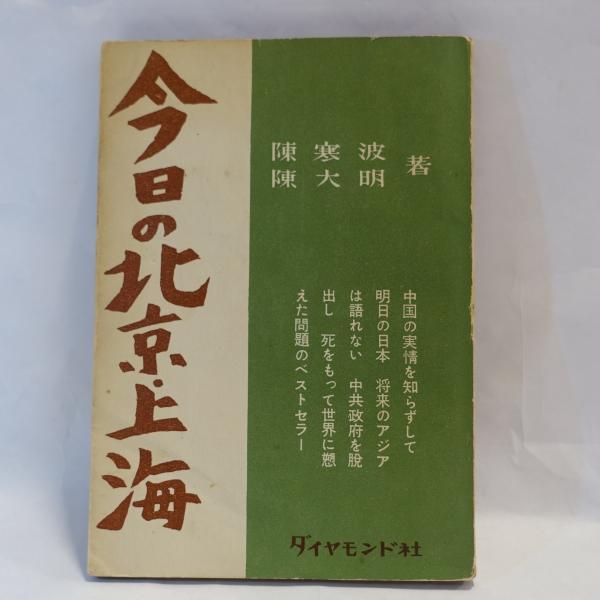 今日の北京・上海
陳寒波
陳大明 著
中国の実情を知らずして
明日の日本 将来のアジア
は語れない 中共政府を脱
出し 死をもって世界に愬
えた問題のベストセラー
ダイヤモンド社